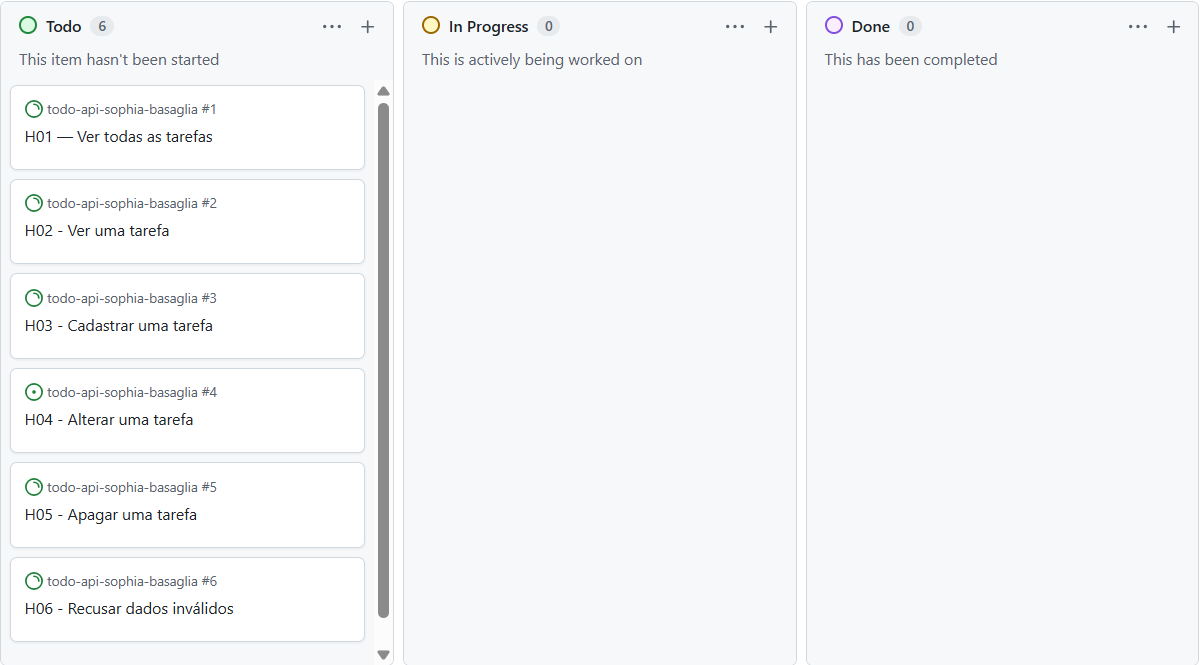 Todo 6
This item hasn't been started
todo-api-sophia-basaglia #1
H01 — Ver todas as tarefas
todo-api-sophia-basaglia #2
H02 - Ver uma tarefa
todo-api-sophia-basaglia #3
H03 - Cadastrar uma tarefa
todo-api-sophia-basaglia #4
H04 - Alterar uma tarefa
todo-api-sophia-basaglia #5
H05 - Apagar uma tarefa
todo-api-sophia-basaglia #6
H06 - Recusar dados inválidos
In Progress 0
This is actively being worked on
Done 0
This has been completed